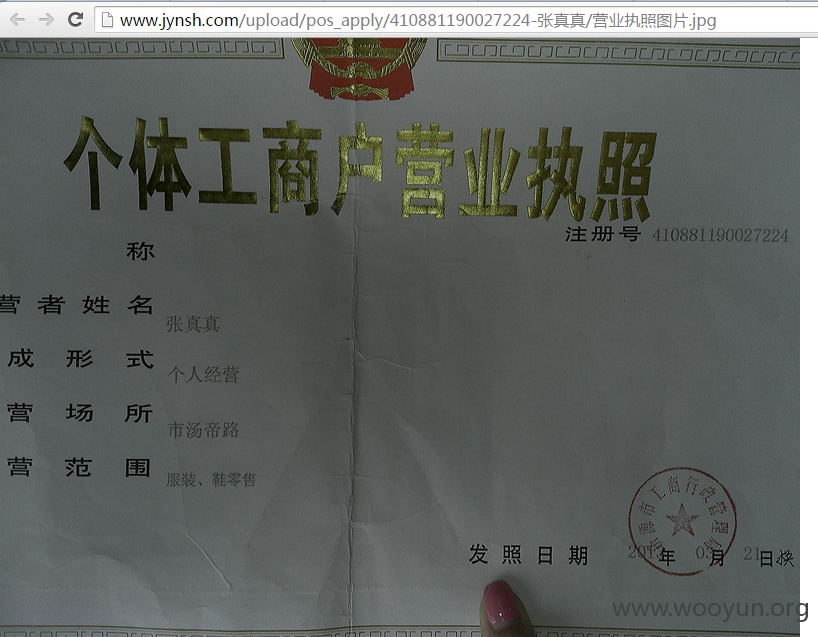 www.jynsh.com/upload/pos_apply/410881190027224-张真真/营业执照图片.jpg
个体工商户营业执照
注册号 410881190027224
称
营者姓名 张真真
成形式 个人经营
营场所 市汤帝路
营范围 服装、鞋零售
市工商行政管理局
发照日期 201 年 0 月 21日换
www.wooyun.org